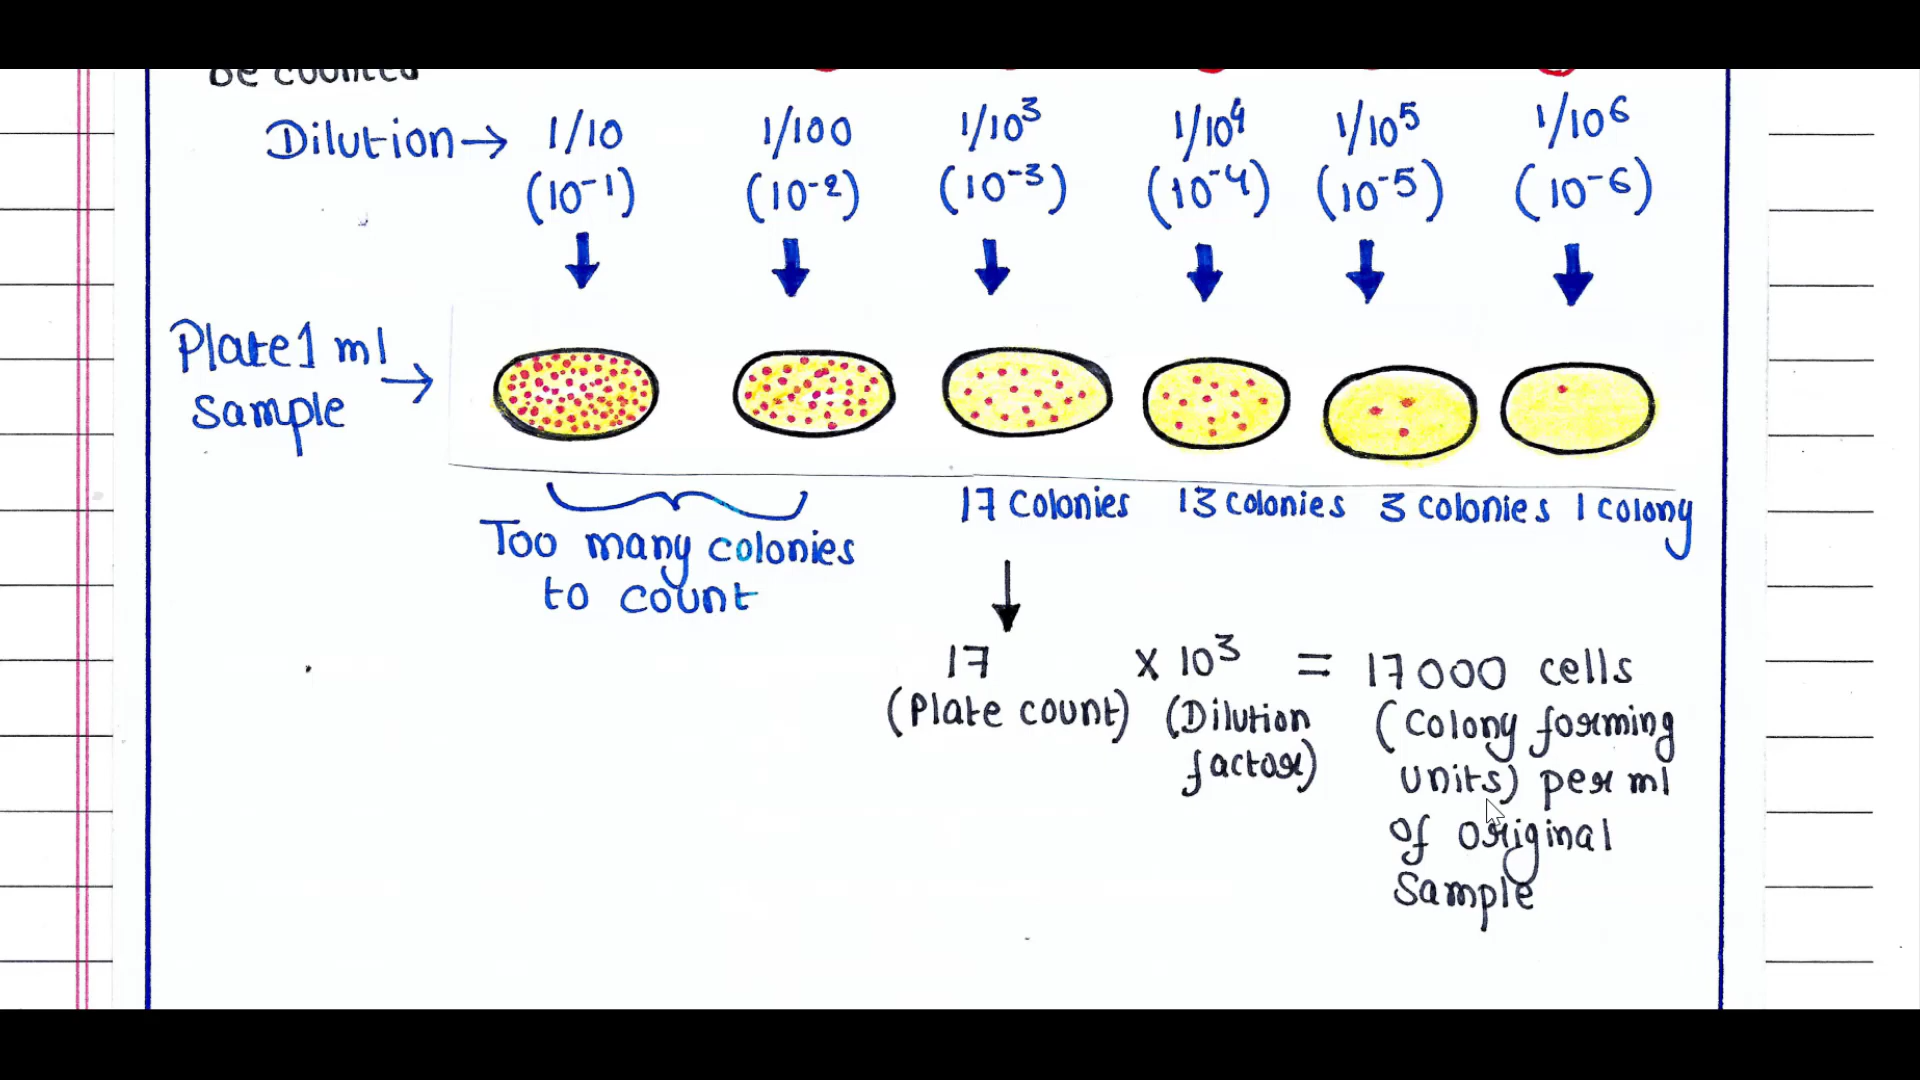 be counted
Dilution→ 1/10 1/100 1/10³ 1/10⁴ 1/10⁵ 1/10⁶
(10⁻¹) (10⁻²) (10⁻³) (10⁻⁴) (10⁻⁵) (10⁻⁶)
Plate 1 ml →
sample
17 colonies 13 colonies 3 colonies 1 colony
Too many colonies
to count
17 × 10³ = 17000 cells
(Plate count) (Dilution factor) (Colony forming
units) per ml
of original
sample